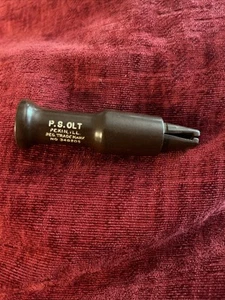 P. S. OLT
PEKIN, ILL.
REG. TRADE MARK
NO.